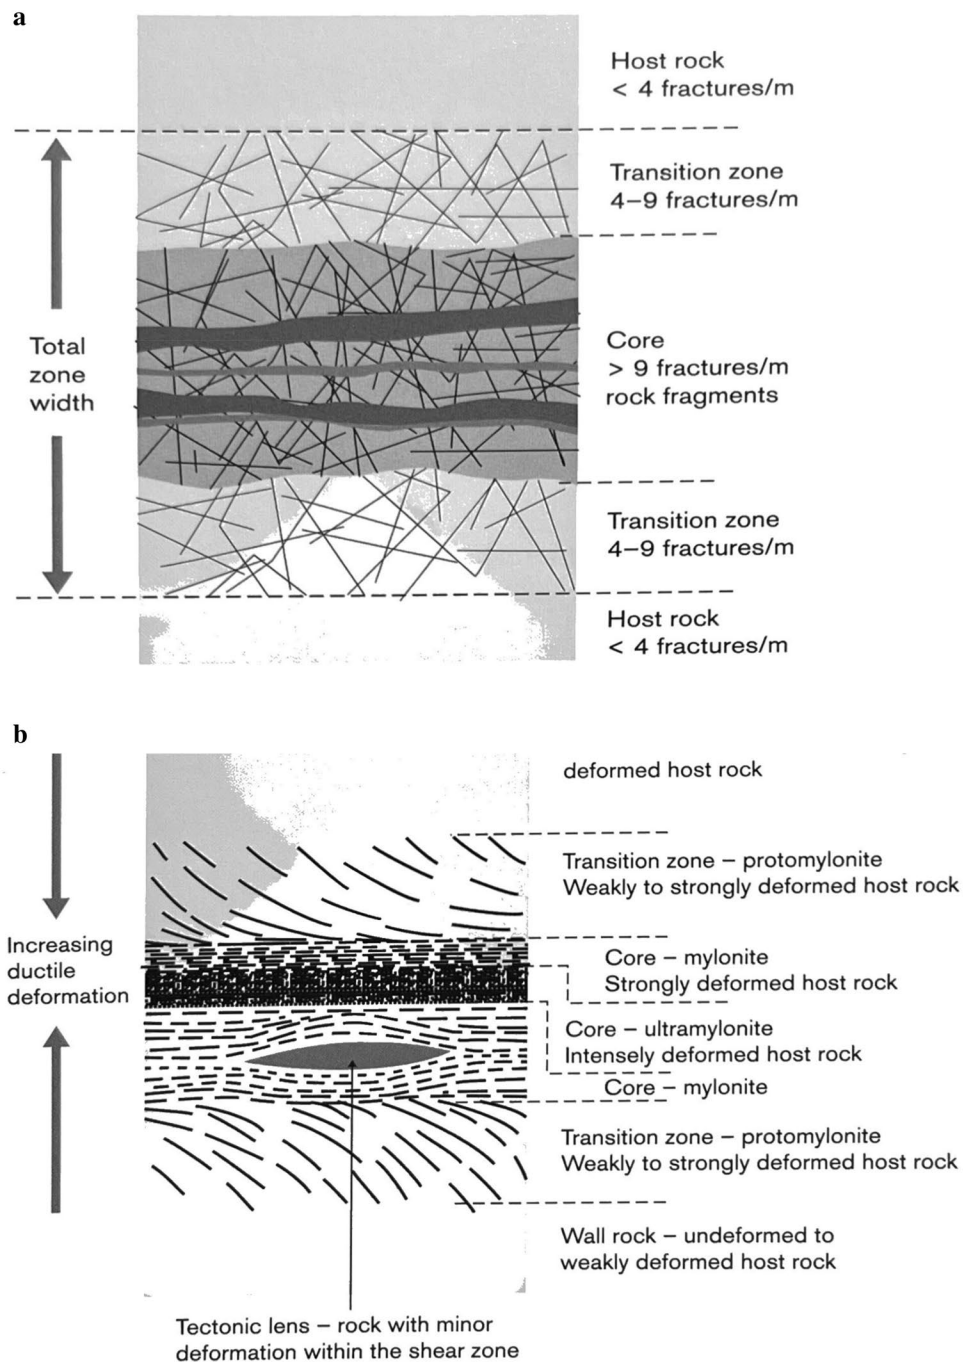 a
Host rock
< 4 fractures/m
Transition zone
4–9 fractures/m
Total
zone
width
Core
> 9 fractures/m
rock fragments
Transition zone
4–9 fractures/m
Host rock
< 4 fractures/m
b
deformed host rock
Transition zone – protomylonite
Weakly to strongly deformed host rock
Increasing
ductile
deformation
Core – mylonite
Strongly deformed host rock
Core – ultramylonite
Intensely deformed host rock
Core – mylonite
Transition zone – protomylonite
Weakly to strongly deformed host rock
Wall rock – undeformed to
weakly deformed host rock
Tectonic lens – rock with minor
deformation within the shear zone